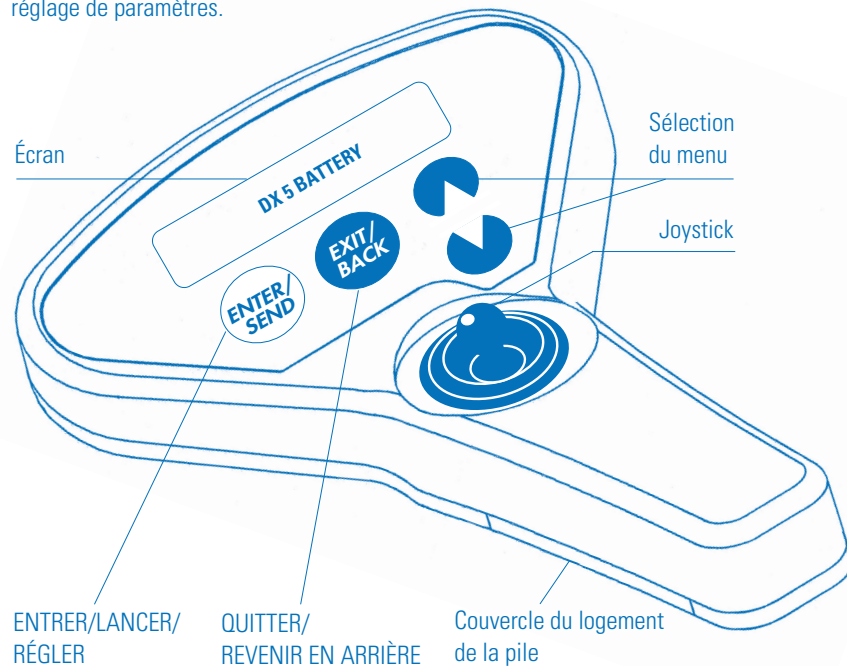 réglage de paramètres.
Écran
Sélection
du menu
DX 5 BATTERY
EXIT/
BACK
Joystick
ENTER/
SEND
ENTRER/LANCER/
RÉGLER
QUITTER/
REVENIR EN ARRIÈRE
Couvercle du logement
de la pile